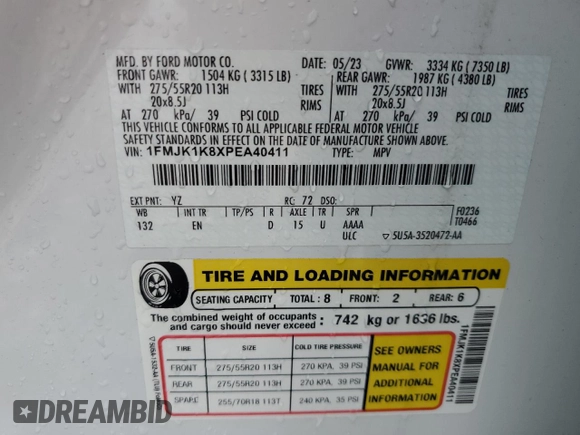 MFD. BY FORD MOTOR CO. DATE: 05/23 GVWR: 3334 KG ( 7350 LB)
FRONT GAWR: 1504 KG ( 3315 LB) REAR GAWR: 1987 KG ( 4380 LB)
WITH 275/55R20 113H TIRES WITH 275/55R20 113H TIRES
20x8.5J RIMS 20x8.5J RIMS
AT 270 kPa/ 39 PSI COLD AT 270 kPa/ 39 PSI COLD
THIS VEHICLE CONFORMS TO ALL APPLICABLE FEDERAL MOTOR VEHICLE
SAFETY STANDARDS IN EFFECT ON THE DATE OF MANUFACTURE SHOWN ABOVE.
VIN: 1FMJK1K8XPEA40411 TYPE: MPV
EXT PNT: YZ RC: 72 DSO:
WB INT TR TP/PS R AXLE TR SPR F0236
132 EN D 15 U AAAA T0466
ULC ▽ 5U5A-3520472-AA
TIRE AND LOADING INFORMATION
SEATING CAPACITY TOTAL: 8 FRONT: 2 REAR: 6
The combined weight of occupants and cargo should never exceed: 742 kg or 1636 lbs.
TIRE SIZE COLD TIRE PRESSURE
FRONT 275/55R20 113H 270 KPA, 39 PSI
REAR 275/55R20 113H 270 KPA, 39 PSI
SPARE 255/70R18 113T 240 KPA, 35 PSI
SEE OWNERS
MANUAL FOR
ADDITIONAL
INFORMATION
1FMJK1K8XPEA40411
DREAMBID